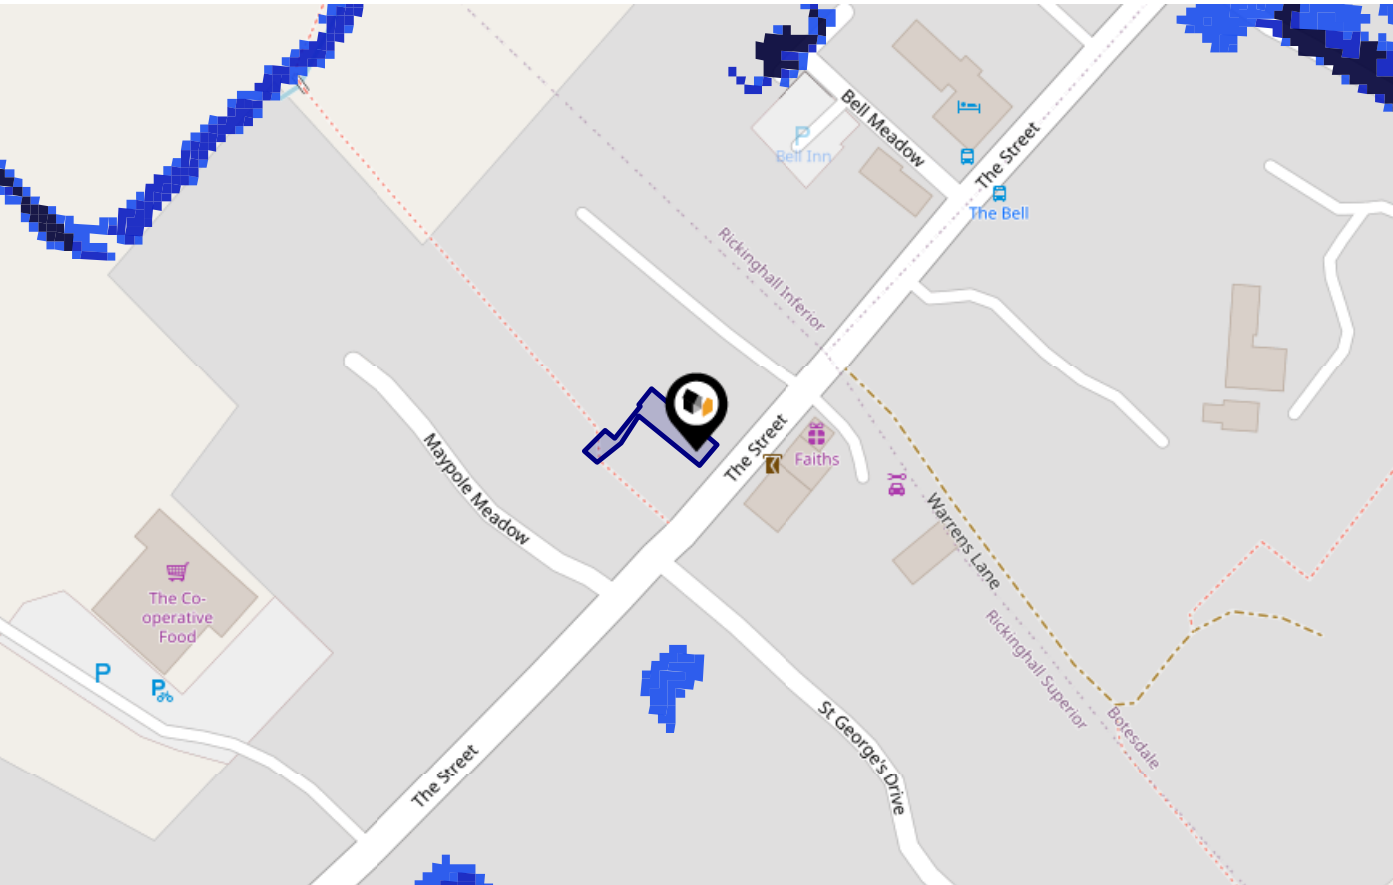 Bell Meadow
The Street
P
Bell Inn
The Bell
Rickinghall Inferior
Maypole Meadow
The Street
Faiths
Warrens Lane
The Co-
operative
Food
P
P
Rickinghall Superior
Botesdale
St George's Drive
The Street